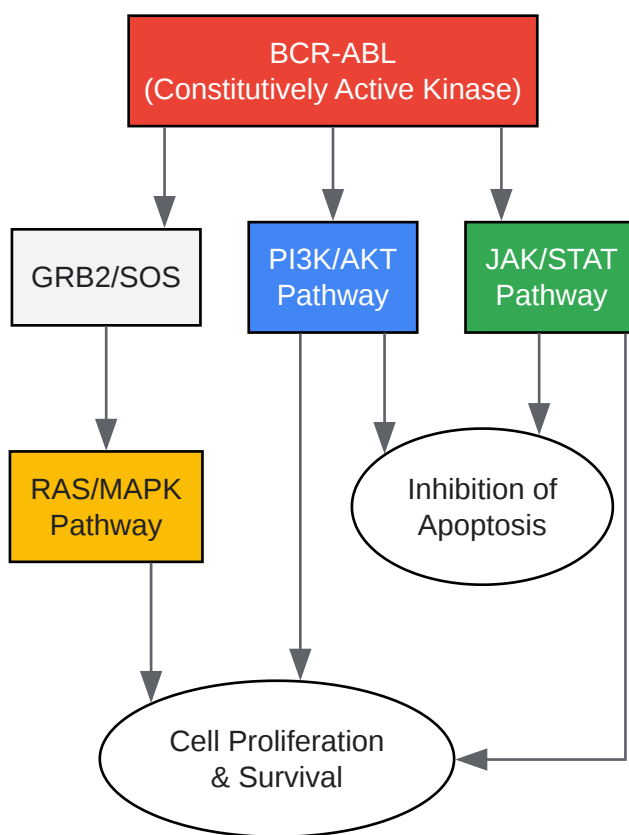 BCR-ABL
(Constitutively Active Kinase)
GRB2/SOS
PI3K/AKT
Pathway
JAK/STAT
Pathway
RAS/MAPK
Pathway
Inhibition of
Apoptosis
Cell Proliferation
& Survival